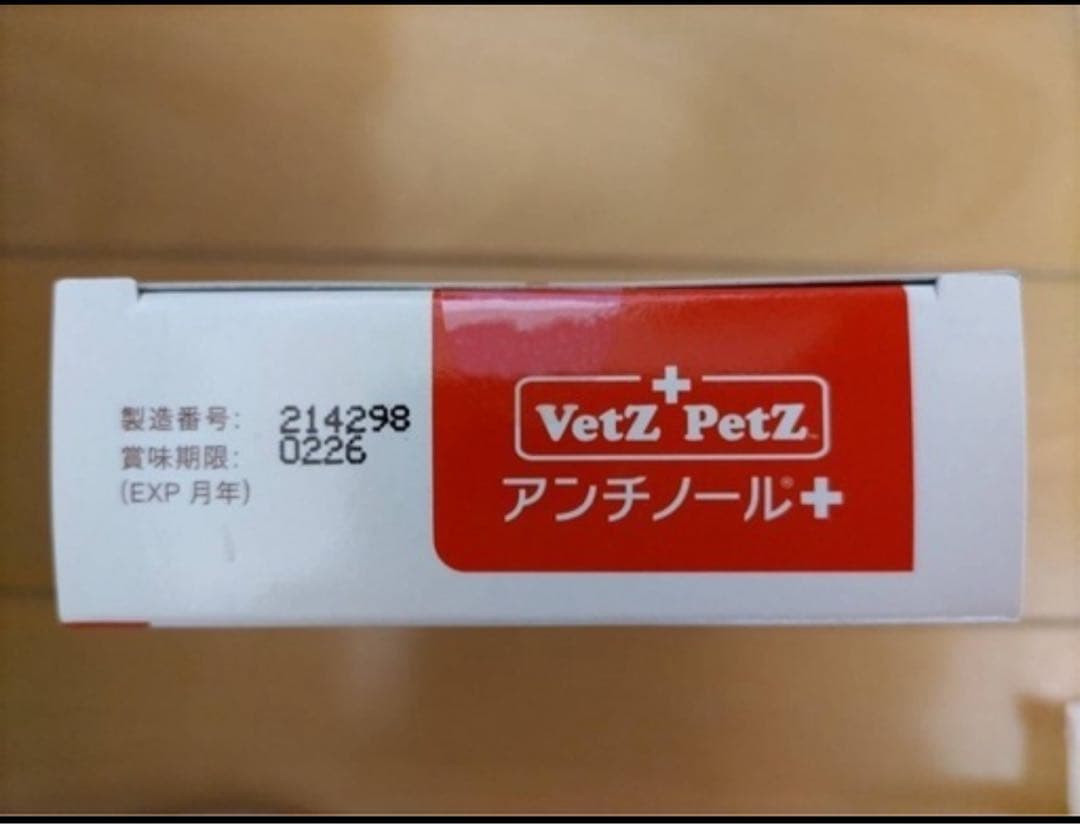 製造番号: 214298
賞味期限: 0226
(EXP 月年)
VetZ PetZ™
アンチノール®+